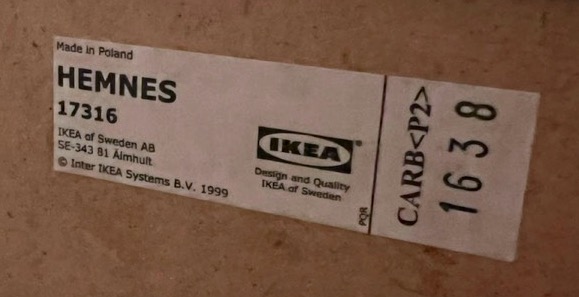 Made in Poland
HEMNES
17316
IKEA of Sweden AB
SE-343 81 Älmhult
© Inter IKEA Systems B.V. 1999
IKEA®
Design and Quality
IKEA of Sweden
PQR
CARB<P2>
1638